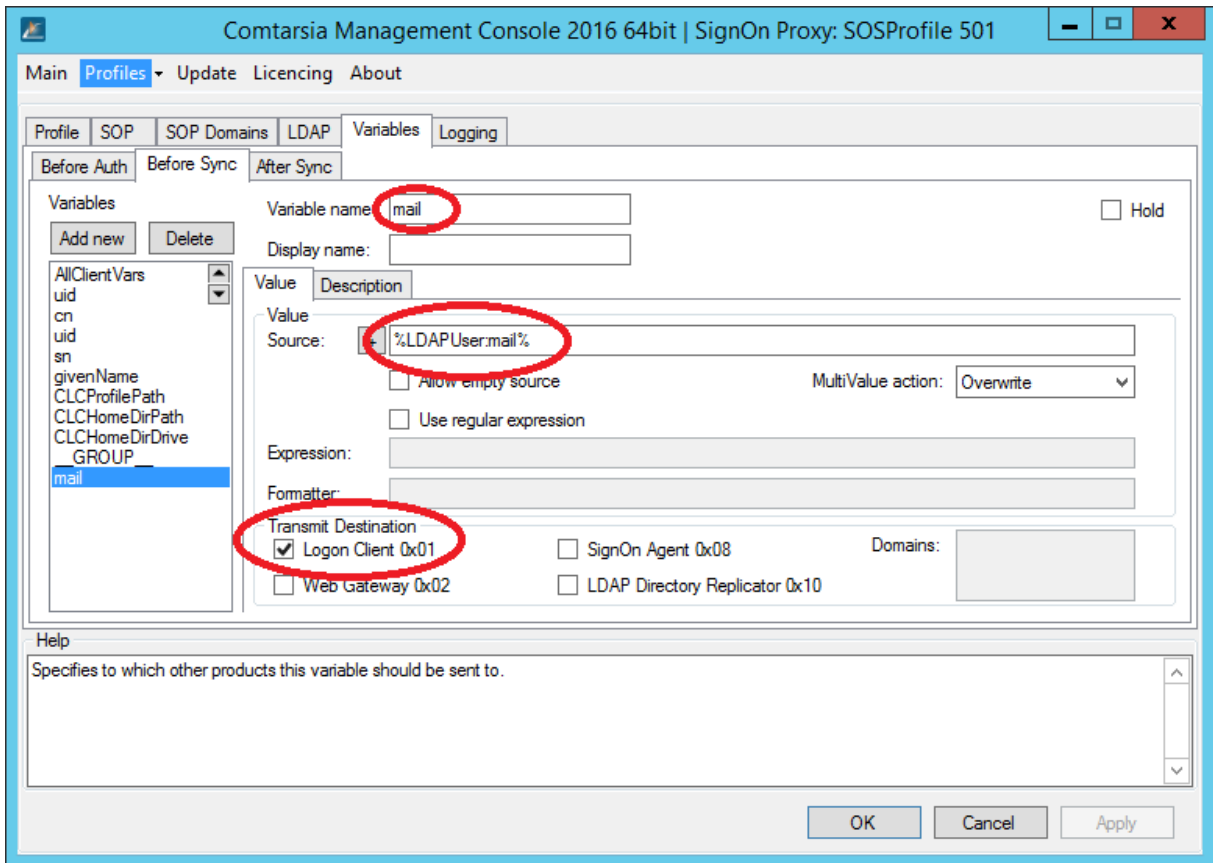 Comtarsia Management Console 2016 64bit | SignOn Proxy: SOSProfile 501
Main Profiles Update Licencing About
Profile SOP SOP Domains LDAP Variables Logging
Before Auth Before Sync After Sync
Variables
Add new Delete
AllClientVars
uid
cn
uid
sn
givenName
CLCProfilePath
CLCHomeDirPath
CLCHomeDirDrive
__GROUP__
mail
Variable name: mail
Hold
Display name:
Value Description
Value
Source: + %LDAPUser:mail%
Allow empty source
MultiValue action: Overwrite
Use regular expression
Expression:
Formatter:
Transmit Destination
Logon Client 0x01 SignOn Agent 0x08 Domains:
Web Gateway 0x02 LDAP Directory Replicator 0x10
Help
Specifies to which other products this variable should be sent to.
OK Cancel Apply